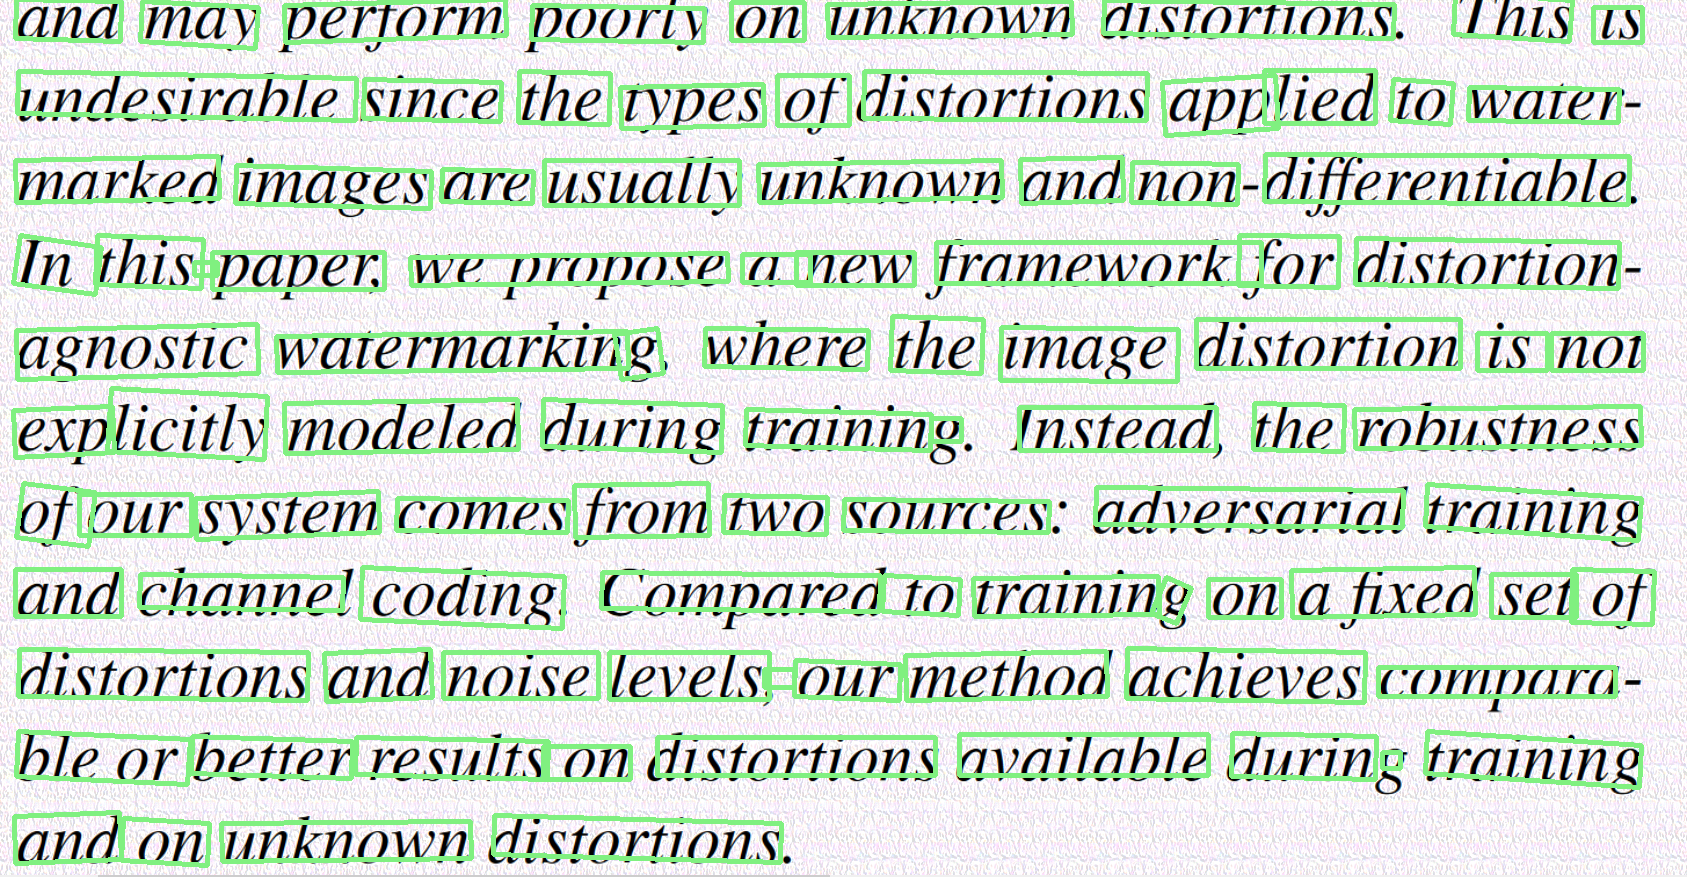 and may perform poorly on unknown distortions. This is
undesirable since the types of distortions applied to water-
marked images are usually unknown and non-differentiable.
In this paper, we propose a new framework for distortion-
agnostic watermarking, where the image distortion is not
explicitly modeled during training. Instead, the robustness
of our system comes from two sources: adversarial training
and channel coding. Compared to training on a fixed set of
distortions and noise levels, our method achieves compara-
ble or better results on distortions available during training
and on unknown distortions.